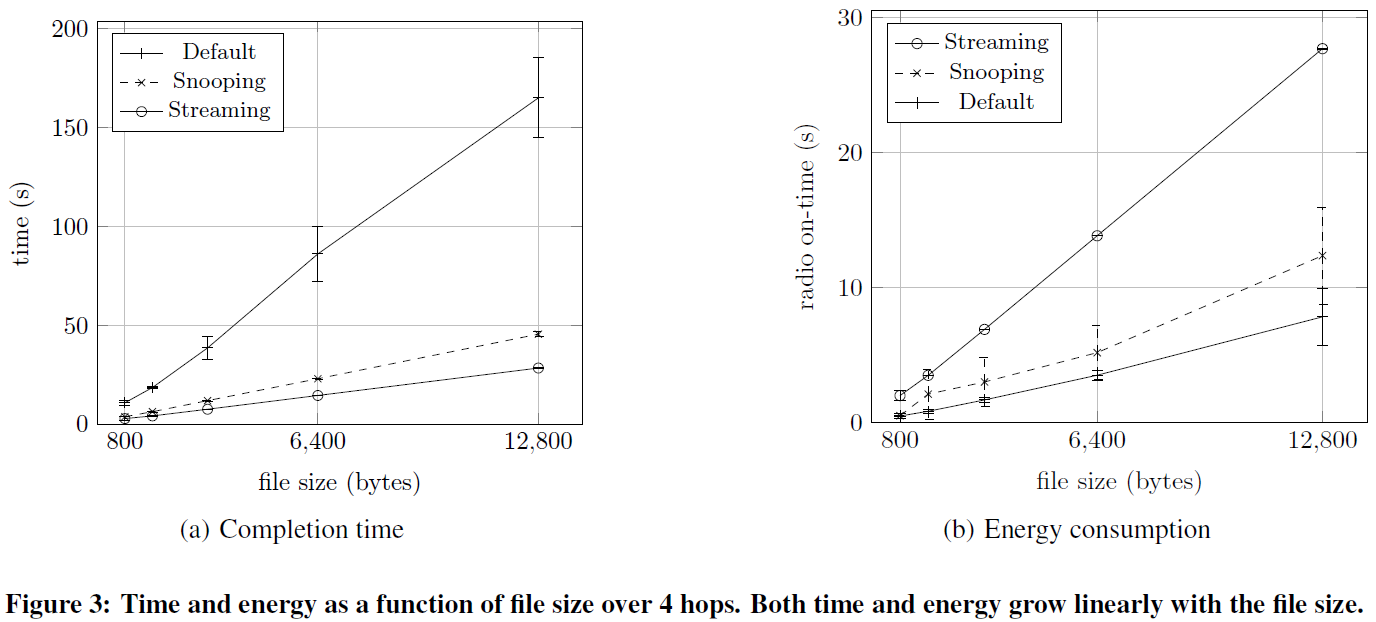 200
150
100
50
0
time (s)
Default
Snooping
Streaming
800
6,400
12,800
file size (bytes)
(a) Completion time
30
20
10
0
radio on-time (s)
Streaming
Snooping
Default
800
6,400
12,800
file size (bytes)
(b) Energy consumption
Figure 3: Time and energy as a function of file size over 4 hops. Both time and energy grow linearly with the file size.